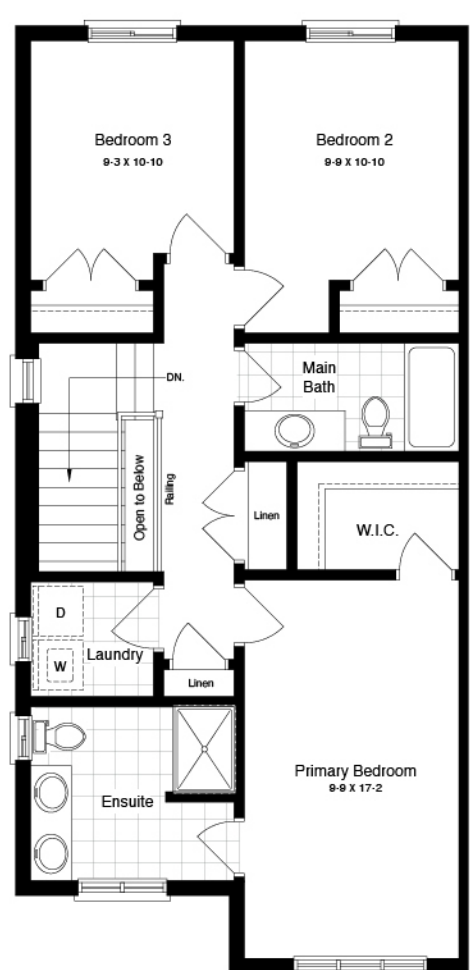 Bedroom 3
9-3 X 10-10
Bedroom 2
9-9 X 10-10
DN.
Main
Bath
Open to Below
Railing
Linen
W.I.C.
D
W
Laundry
Linen
Ensuite
Primary Bedroom
9-9 X 17-2